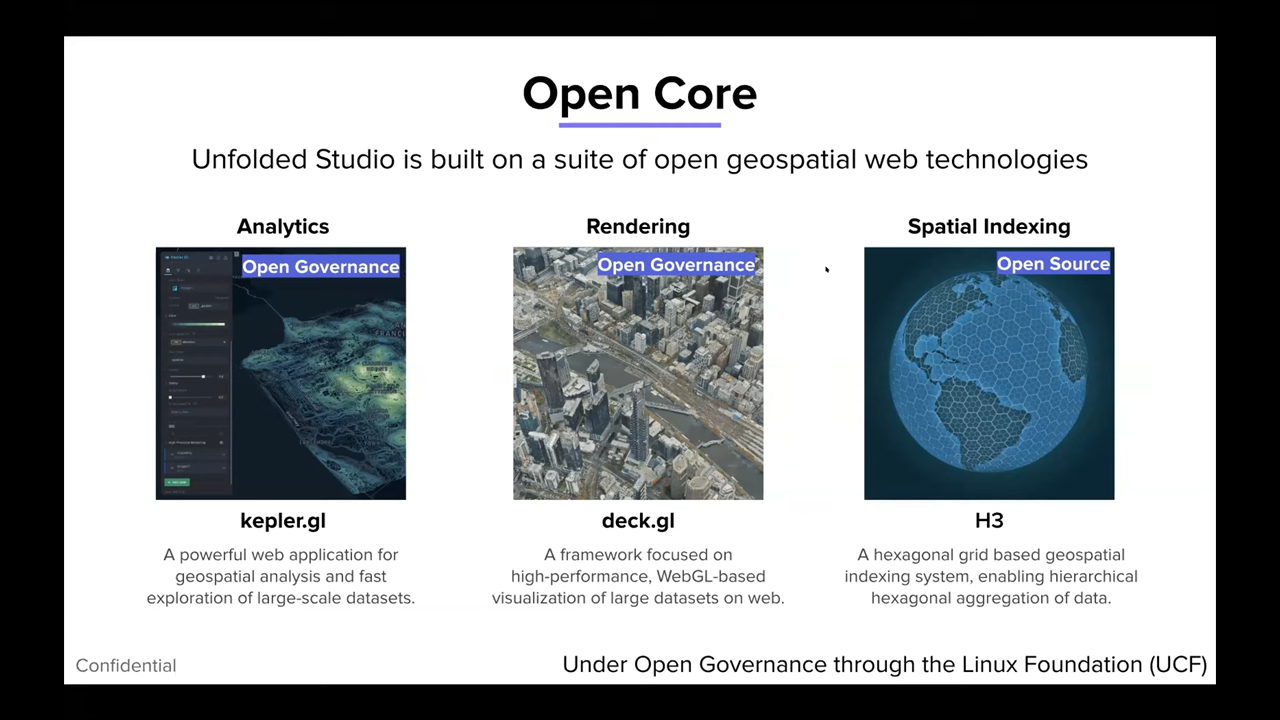 Open Core
Unfolded Studio is built on a suite of open geospatial web technologies
Analytics
Open Governance
kepler.gl
A powerful web application for
geospatial analysis and fast
exploration of large-scale datasets.
Rendering
Open Governance
deck.gl
A framework focused on
high-performance, WebGL-based
visualization of large datasets on web.
Spatial Indexing
Open Source
H3
A hexagonal grid based geospatial
indexing system, enabling hierarchical
hexagonal aggregation of data.
Confidential
Under Open Governance through the Linux Foundation (UCF)